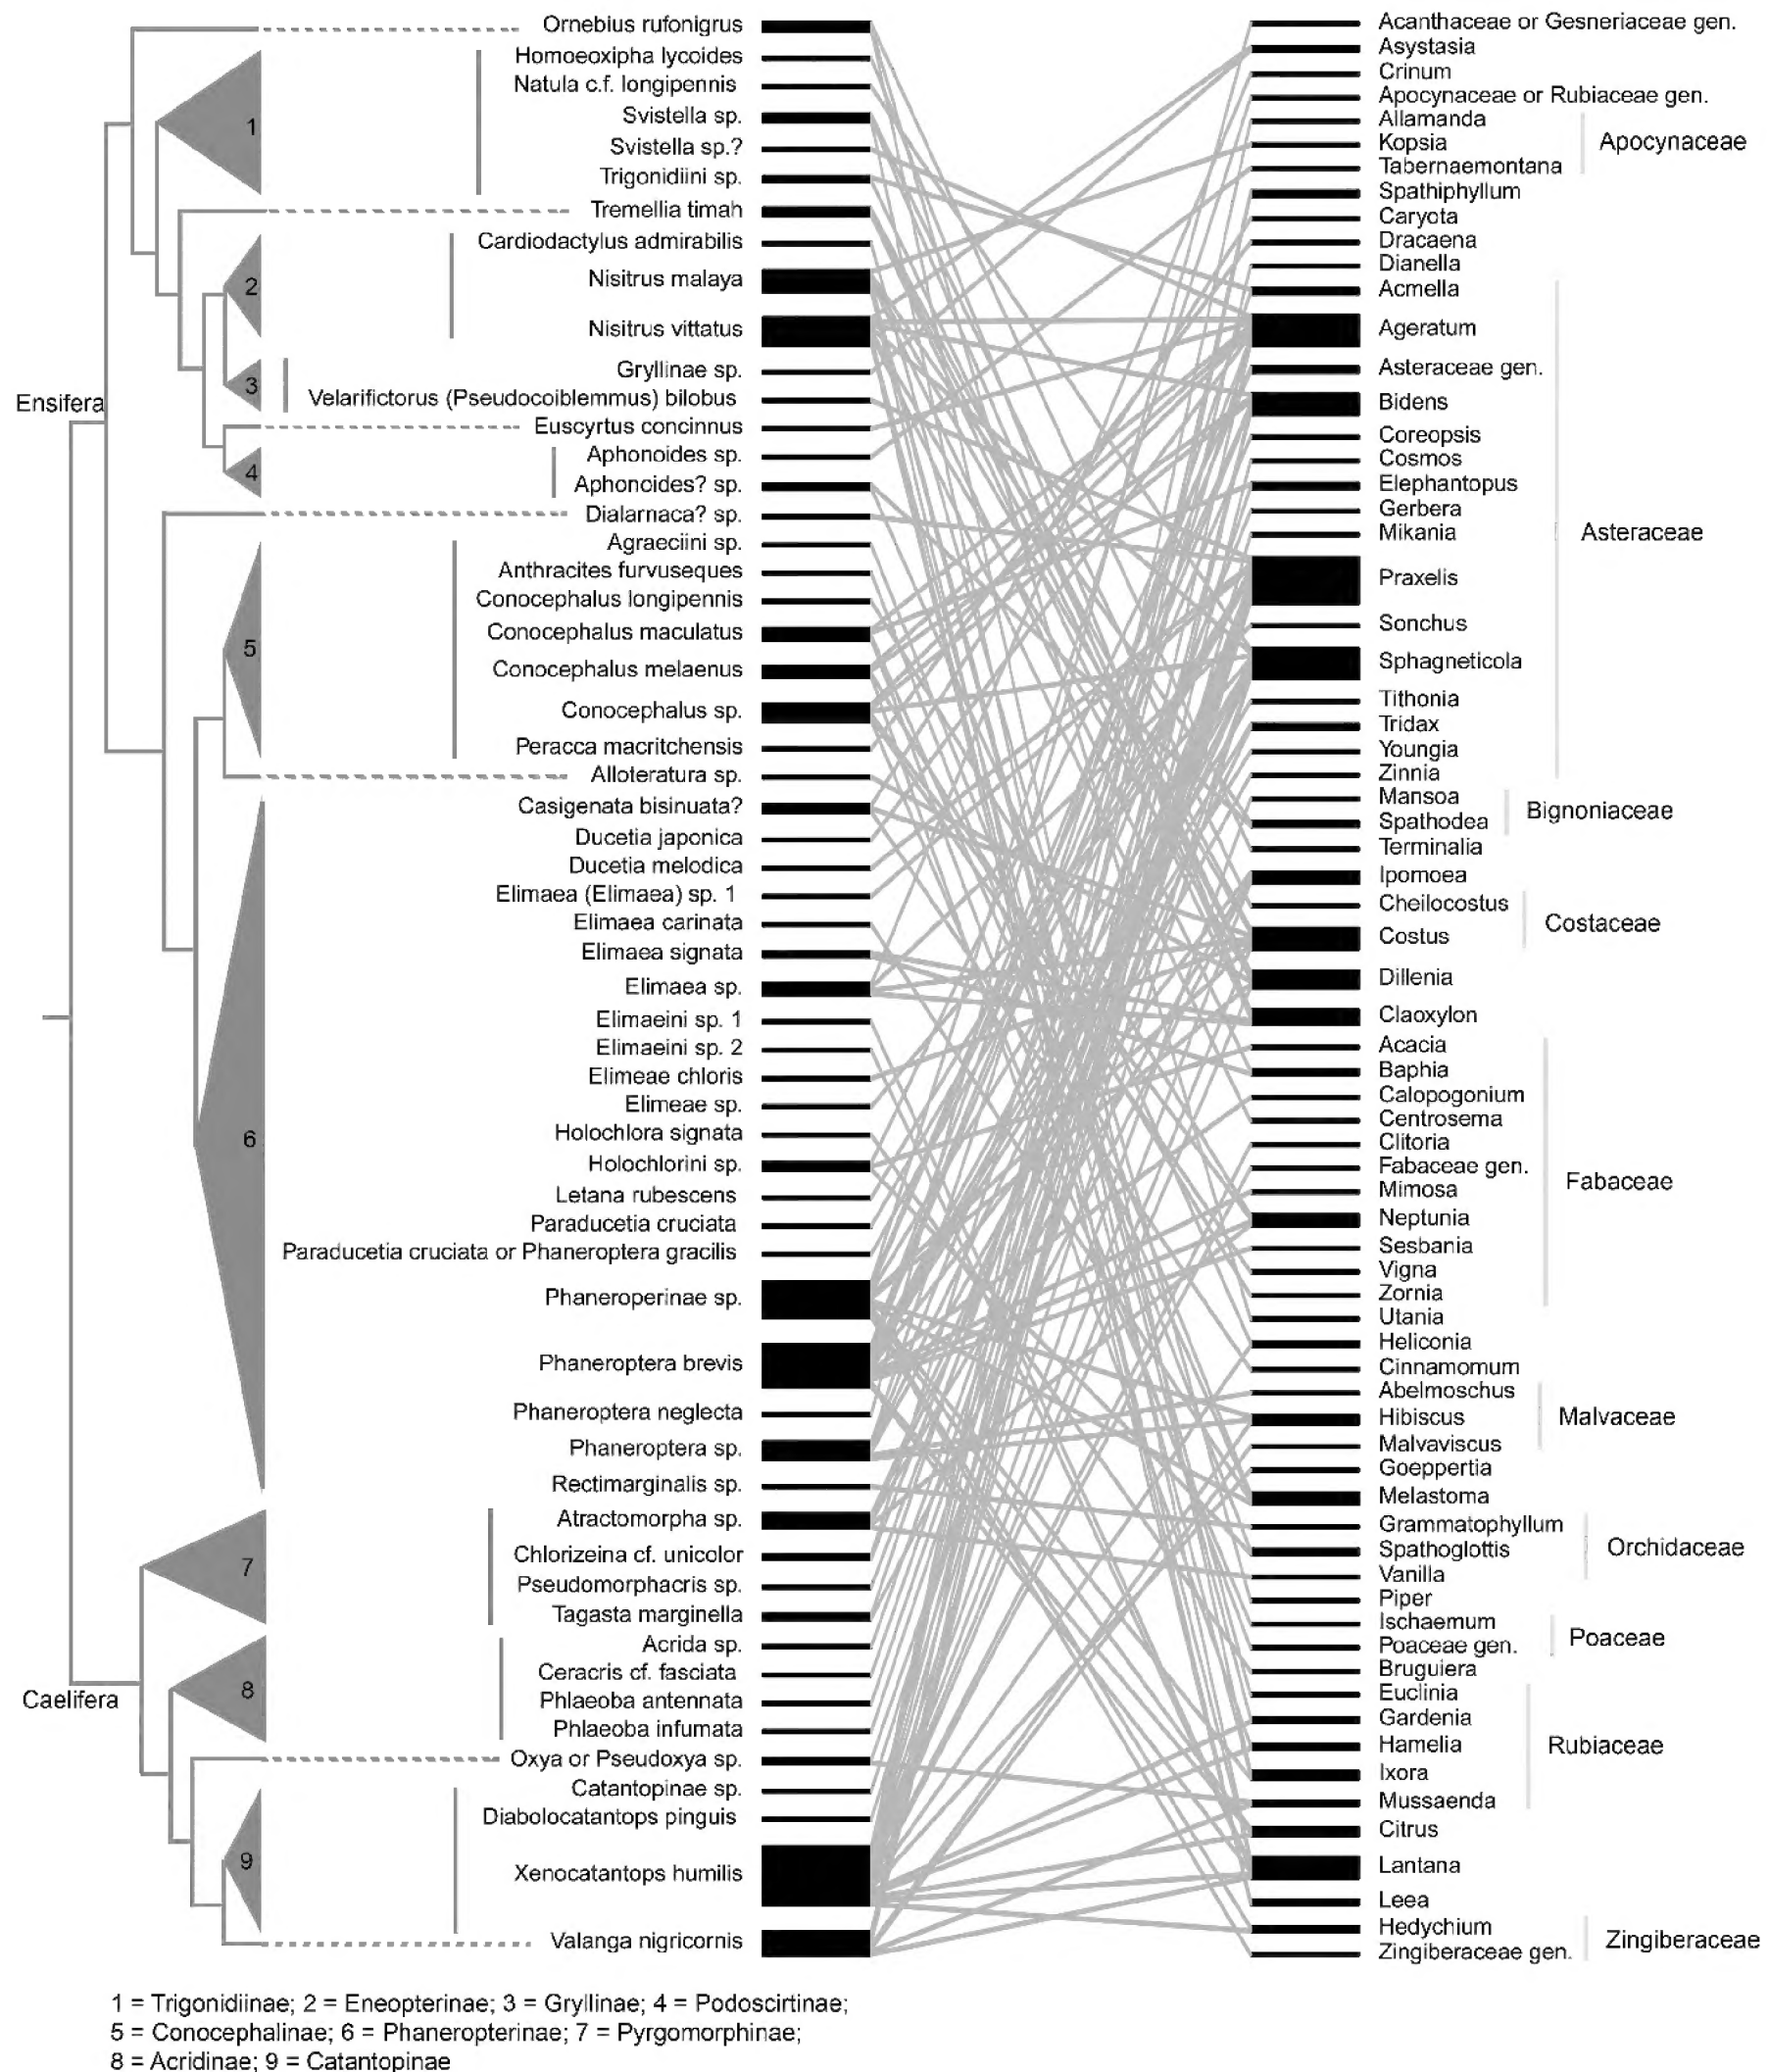 Ornebius rufonigrus
Homoeoxipha lycoides
Natula c.f. longipennis
Svistella sp.
Svistella sp.?
Trigonidiini sp.
Tremellia timah
Cardiodactylus admirabilis
Nisitrus malaya
Nisitrus vittatus
Gryllinae sp.
Velarifictorus (Pseudocoiblemmus) bilobus
Euscyrtus concinnus
Aphonoides sp.
Aphonoides? sp.
Dialarnaca? sp.
Agraeciini sp.
Anthracites furvuseques
Conocephalus longipennis
Conocephalus maculatus
Conocephalus melaenus
Conocephalus sp.
Peracca macritchensis
Alloteratura sp.
Casigenata bisinuata?
Ducetia japonica
Ducetia melodica
Elimaea (Elimaea) sp. 1
Elimaea carinata
Elimaea signata
Elimaea sp.
Elimaeini sp. 1
Elimaeini sp. 2
Elimeae chloris
Elimeae sp.
Holochlora signata
Holochlorini sp.
Letana rubescens
Paraducetia cruciata
Paraducetia cruciata or Phaneroptera gracilis
Phaneroperinae sp.
Phaneroptera brevis
Phaneroptera neglecta
Phaneroptera sp.
Rectimarginalis sp.
Atractomorpha sp.
Chlorizeina cf. unicolor
Pseudomorphacris sp.
Tagasta marginella
Acrida sp.
Ceracris cf. fasciata
Phlaeoba antennata
Phlaeoba infumata
Oxya or Pseudoxya sp.
Catantopinae sp.
Diabolocatantops pinguis
Xenocatantops humilis
Valanga nigricornis
Ensifera
Caelifera
1
2
3
4
5
6
7
8
9
Acanthaceae or Gesneriaceae gen.
Asystasia
Crinum
Apocynaceae or Rubiaceae gen.
Allamanda
Kopsia
Tabernaemontana
Spathiphyllum
Caryota
Dracaena
Dianella
Acmella
Ageratum
Asteraceae gen.
Bidens
Coreopsis
Cosmos
Elephantopus
Gerbera
Mikania
Praxelis
Sonchus
Sphagneticola
Tithonia
Tridax
Youngia
Zinnia
Mansoa
Spathodea
Terminalia
Ipomoea
Cheilocostus
Costus
Dillenia
Claoxylon
Acacia
Baphia
Calopogonium
Centrosema
Clitoria
Fabaceae gen.
Mimosa
Neptunia
Sesbania
Vigna
Zornia
Utania
Heliconia
Cinnamomum
Abelmoschus
Hibiscus
Malvaviscus
Goeppertia
Melastoma
Grammatophyllum
Spathoglottis
Vanilla
Piper
Ischaemum
Poaceae gen.
Bruguiera
Euclinia
Gardenia
Hamelia
Ixora
Mussaenda
Citrus
Lantana
Leea
Hedychium
Zingiberaceae gen.
Apocynaceae
Asteraceae
Bignoniaceae
Costaceae
Fabaceae
Malvaceae
Orchidaceae
Poaceae
Rubiaceae
Zingiberaceae
1 = Trigonidiinae; 2 = Eneopterinae; 3 = Gryllinae; 4 = Podoscirtinae;
5 = Conocephalinae; 6 = Phaneropterinae; 7 = Pyrgomorphinae;
8 = Acridinae; 9 = Catantopinae